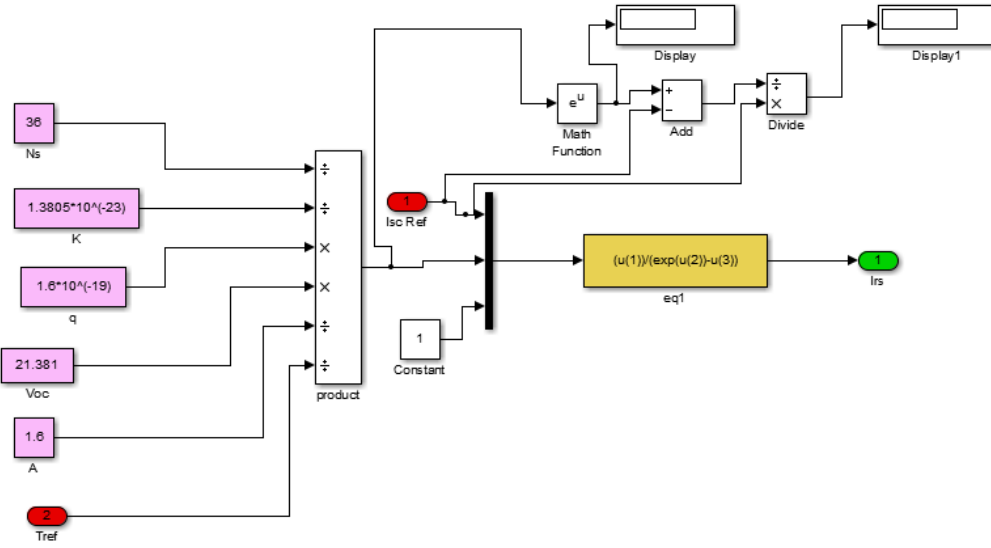 Display
Display1
e^u
Math
Function
+
−
Add
÷
×
Divide
36
Ns
1.3805*10^(-23)
K
1.6*10^(-19)
q
21.381
Voc
1.6
A
2
Tref
÷
÷
×
×
÷
÷
product
1
Isc Ref
1
Constant
(u(1))/(exp(u(2))-u(3))
eq1
1
Irs